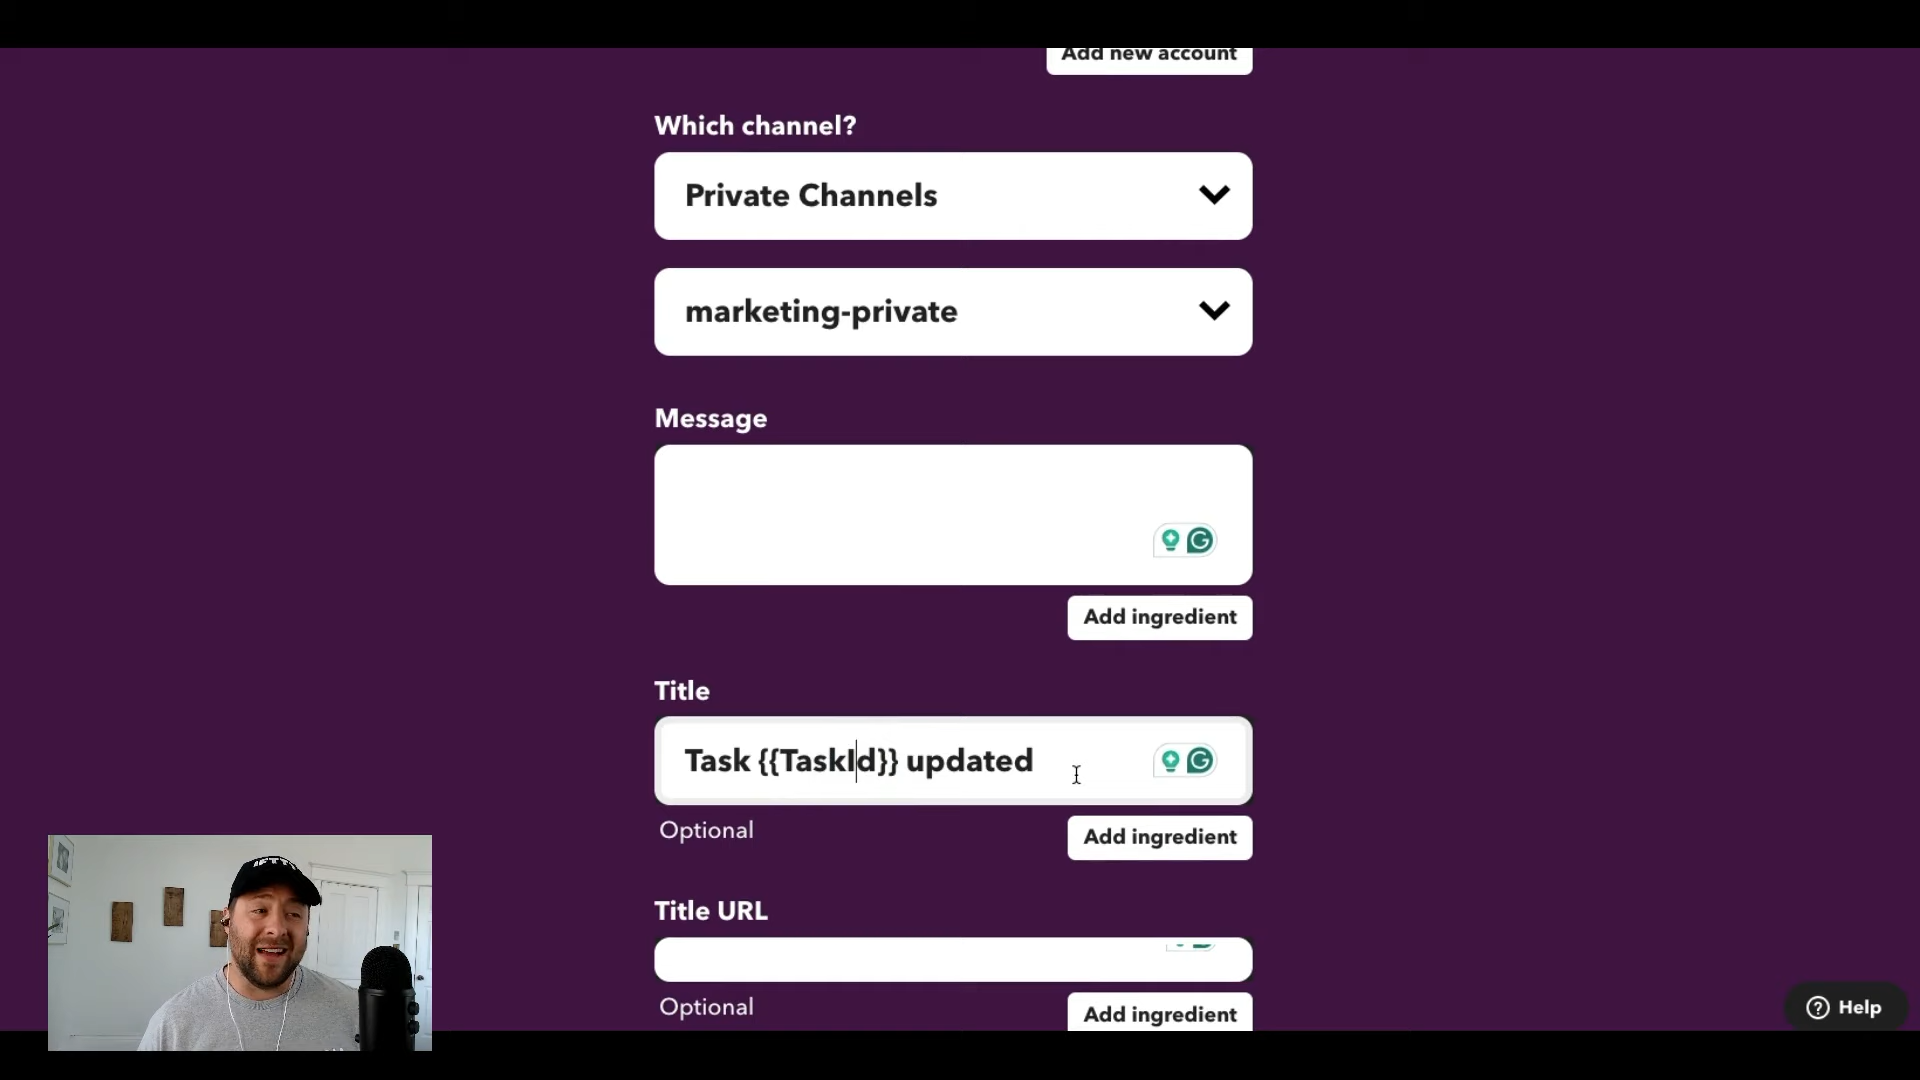 Add new account
Which channel?
Private Channels
marketing-private
Message
Add ingredient
Title
Task {{TaskId}} updated
Optional
Add ingredient
Title URL
Optional
Add ingredient
Help